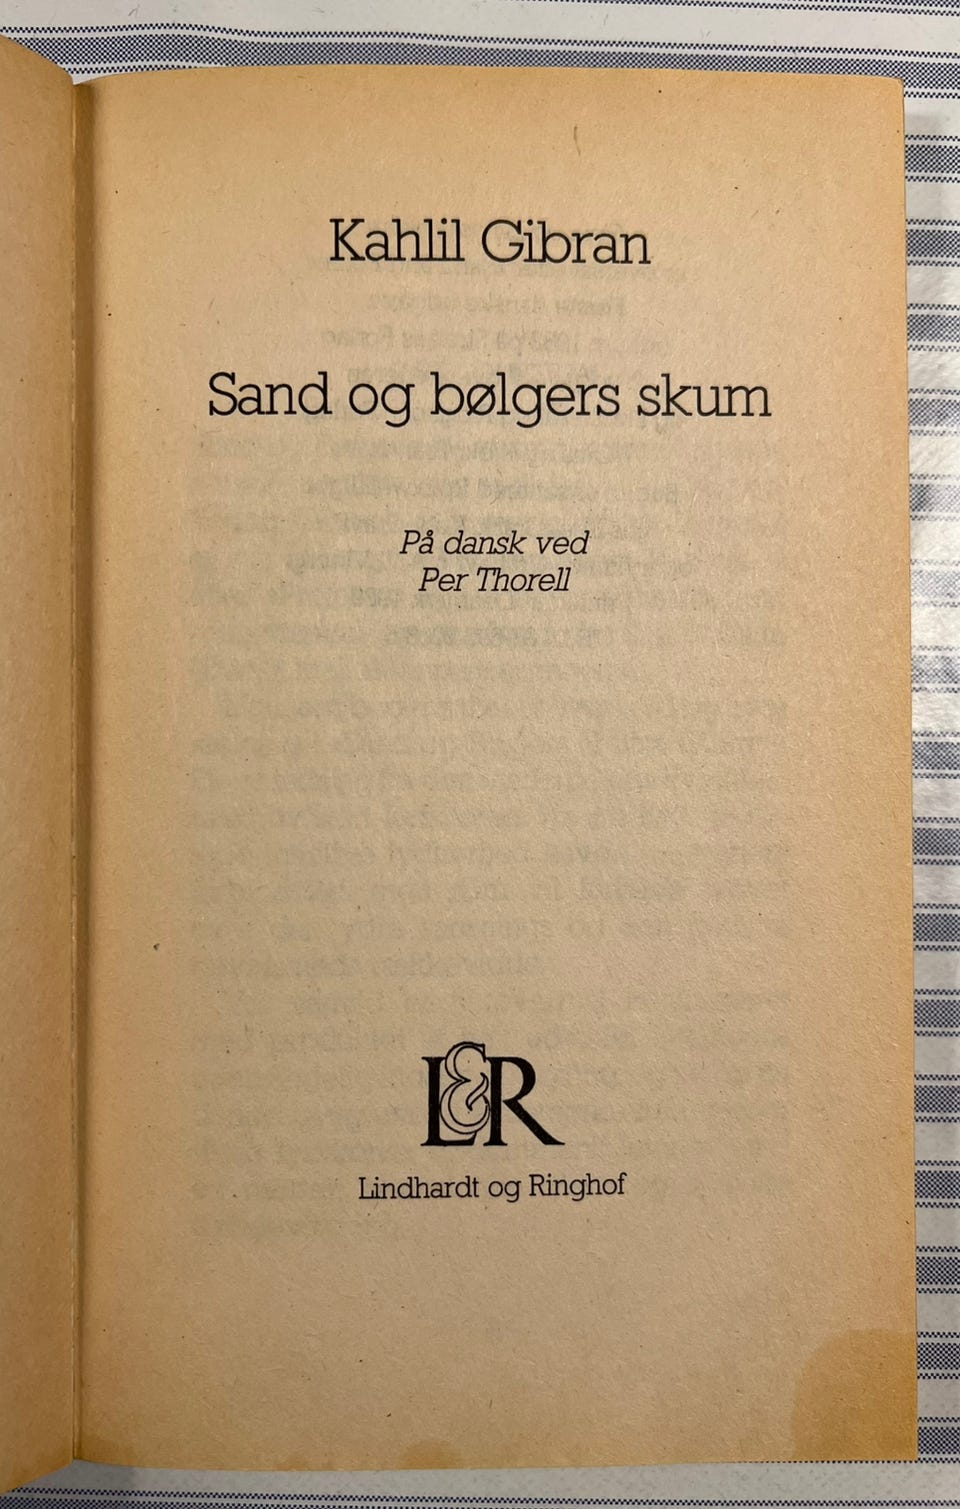 Kahlil Gibran
Sand og bølgers skum
På dansk ved
Per Thorell
L&R
Lindhardt og Ringhof